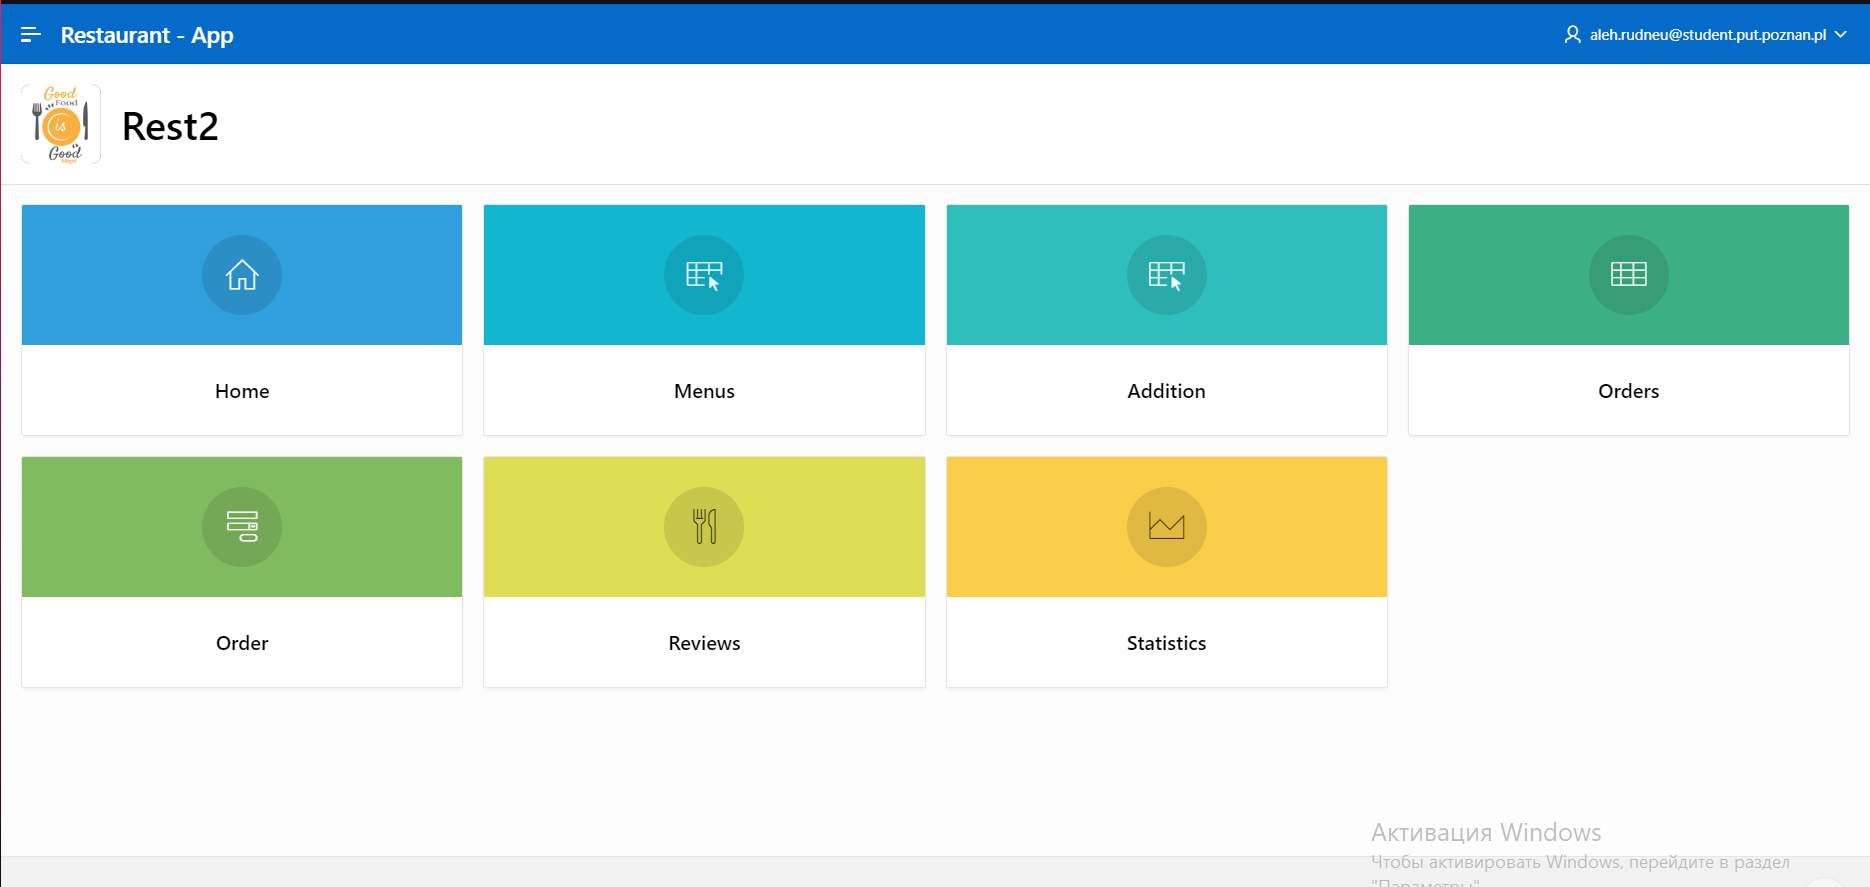 Restaurant - App
aleh.rudneu@student.put.poznan.pl
Good
Food
is
Good
Rest2
Home
Menus
Addition
Orders
Order
Reviews
Statistics
Активация Windows
Чтобы активировать Windows, перейдите в раздел
"Параметры"